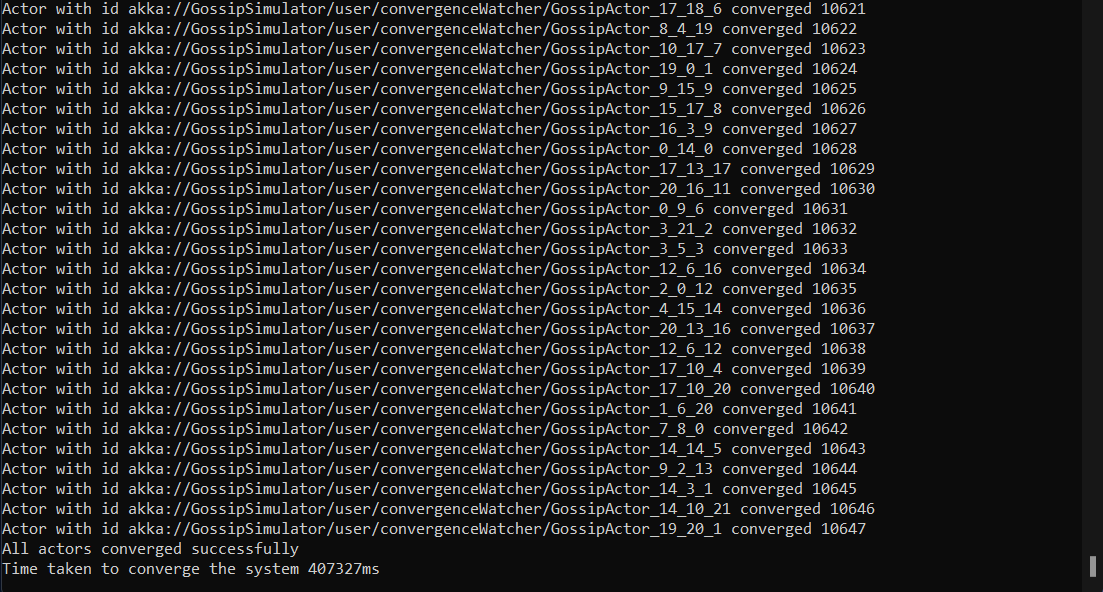 Actor with id akka://GossipSimulator/user/convergenceWatcher/GossipActor_17_18_6 converged 10621
Actor with id akka://GossipSimulator/user/convergenceWatcher/GossipActor_8_4_19 converged 10622
Actor with id akka://GossipSimulator/user/convergenceWatcher/GossipActor_10_17_7 converged 10623
Actor with id akka://GossipSimulator/user/convergenceWatcher/GossipActor_19_0_1 converged 10624
Actor with id akka://GossipSimulator/user/convergenceWatcher/GossipActor_9_15_9 converged 10625
Actor with id akka://GossipSimulator/user/convergenceWatcher/GossipActor_15_17_8 converged 10626
Actor with id akka://GossipSimulator/user/convergenceWatcher/GossipActor_16_3_9 converged 10627
Actor with id akka://GossipSimulator/user/convergenceWatcher/GossipActor_0_14_0 converged 10628
Actor with id akka://GossipSimulator/user/convergenceWatcher/GossipActor_17_13_17 converged 10629
Actor with id akka://GossipSimulator/user/convergenceWatcher/GossipActor_20_16_11 converged 10630
Actor with id akka://GossipSimulator/user/convergenceWatcher/GossipActor_0_9_6 converged 10631
Actor with id akka://GossipSimulator/user/convergenceWatcher/GossipActor_3_21_2 converged 10632
Actor with id akka://GossipSimulator/user/convergenceWatcher/GossipActor_3_5_3 converged 10633
Actor with id akka://GossipSimulator/user/convergenceWatcher/GossipActor_12_6_16 converged 10634
Actor with id akka://GossipSimulator/user/convergenceWatcher/GossipActor_2_0_12 converged 10635
Actor with id akka://GossipSimulator/user/convergenceWatcher/GossipActor_4_15_14 converged 10636
Actor with id akka://GossipSimulator/user/convergenceWatcher/GossipActor_20_13_16 converged 10637
Actor with id akka://GossipSimulator/user/convergenceWatcher/GossipActor_12_6_12 converged 10638
Actor with id akka://GossipSimulator/user/convergenceWatcher/GossipActor_17_10_4 converged 10639
Actor with id akka://GossipSimulator/user/convergenceWatcher/GossipActor_17_10_20 converged 10640
Actor with id akka://GossipSimulator/user/convergenceWatcher/GossipActor_1_6_20 converged 10641
Actor with id akka://GossipSimulator/user/convergenceWatcher/GossipActor_7_8_0 converged 10642
Actor with id akka://GossipSimulator/user/convergenceWatcher/GossipActor_14_14_5 converged 10643
Actor with id akka://GossipSimulator/user/convergenceWatcher/GossipActor_9_2_13 converged 10644
Actor with id akka://GossipSimulator/user/convergenceWatcher/GossipActor_14_3_1 converged 10645
Actor with id akka://GossipSimulator/user/convergenceWatcher/GossipActor_14_10_21 converged 10646
Actor with id akka://GossipSimulator/user/convergenceWatcher/GossipActor_19_20_1 converged 10647
All actors converged successfully
Time taken to converge the system 407327ms